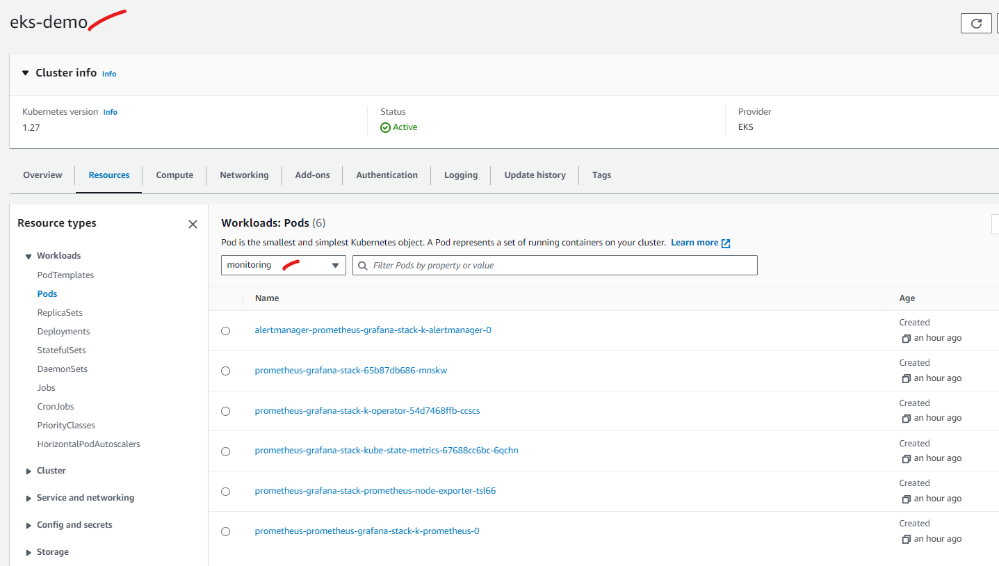 eks-demo
Cluster info Info
Kubernetes version Info
1.27
Status
Active
Provider
EKS
Overview Resources Compute Networking Add-ons Authentication Logging Update history Tags
Resource types
Workloads
PodTemplates
Pods
ReplicaSets
Deployments
StatefulSets
DaemonSets
Jobs
CronJobs
PriorityClasses
HorizontalPodAutoscalers
Cluster
Service and networking
Config and secrets
Storage
Workloads: Pods (6)
Pod is the smallest and simplest Kubernetes object. A Pod represents a set of running containers on your cluster. Learn more
monitoring
Filter Pods by property or value
Name Age
alertmanager-prometheus-grafana-stack-k-alertmanager-0
Created
an hour ago
prometheus-grafana-stack-65b87db686-mnskw
Created
an hour ago
prometheus-grafana-stack-k-operator-54d7468ffb-ccscs
Created
an hour ago
prometheus-grafana-stack-kube-state-metrics-67688cc6bc-6qchn
Created
an hour ago
prometheus-grafana-stack-prometheus-node-exporter-tsl66
Created
an hour ago
prometheus-prometheus-grafana-stack-k-prometheus-0
Created
an hour ago